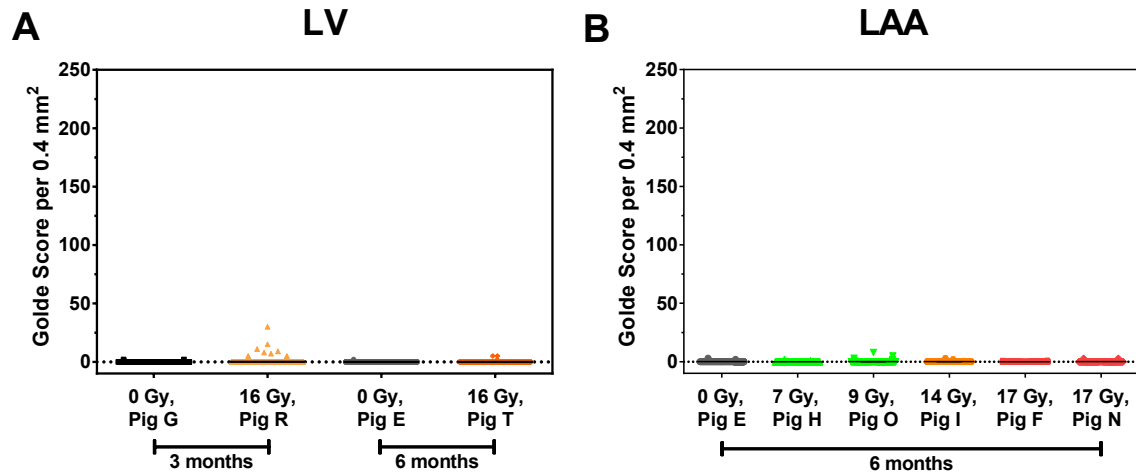 A
LV
Golde Score per 0.4 mm²
250
200
150
100
50
0
0 Gy,
Pig G
16 Gy,
Pig R
0 Gy,
Pig E
16 Gy,
Pig T
3 months
6 months
B
LAA
Golde Score per 0.4 mm²
250
200
150
100
50
0
0 Gy,
Pig E
7 Gy,
Pig H
9 Gy,
Pig O
14 Gy,
Pig I
17 Gy,
Pig F
17 Gy,
Pig N
6 months